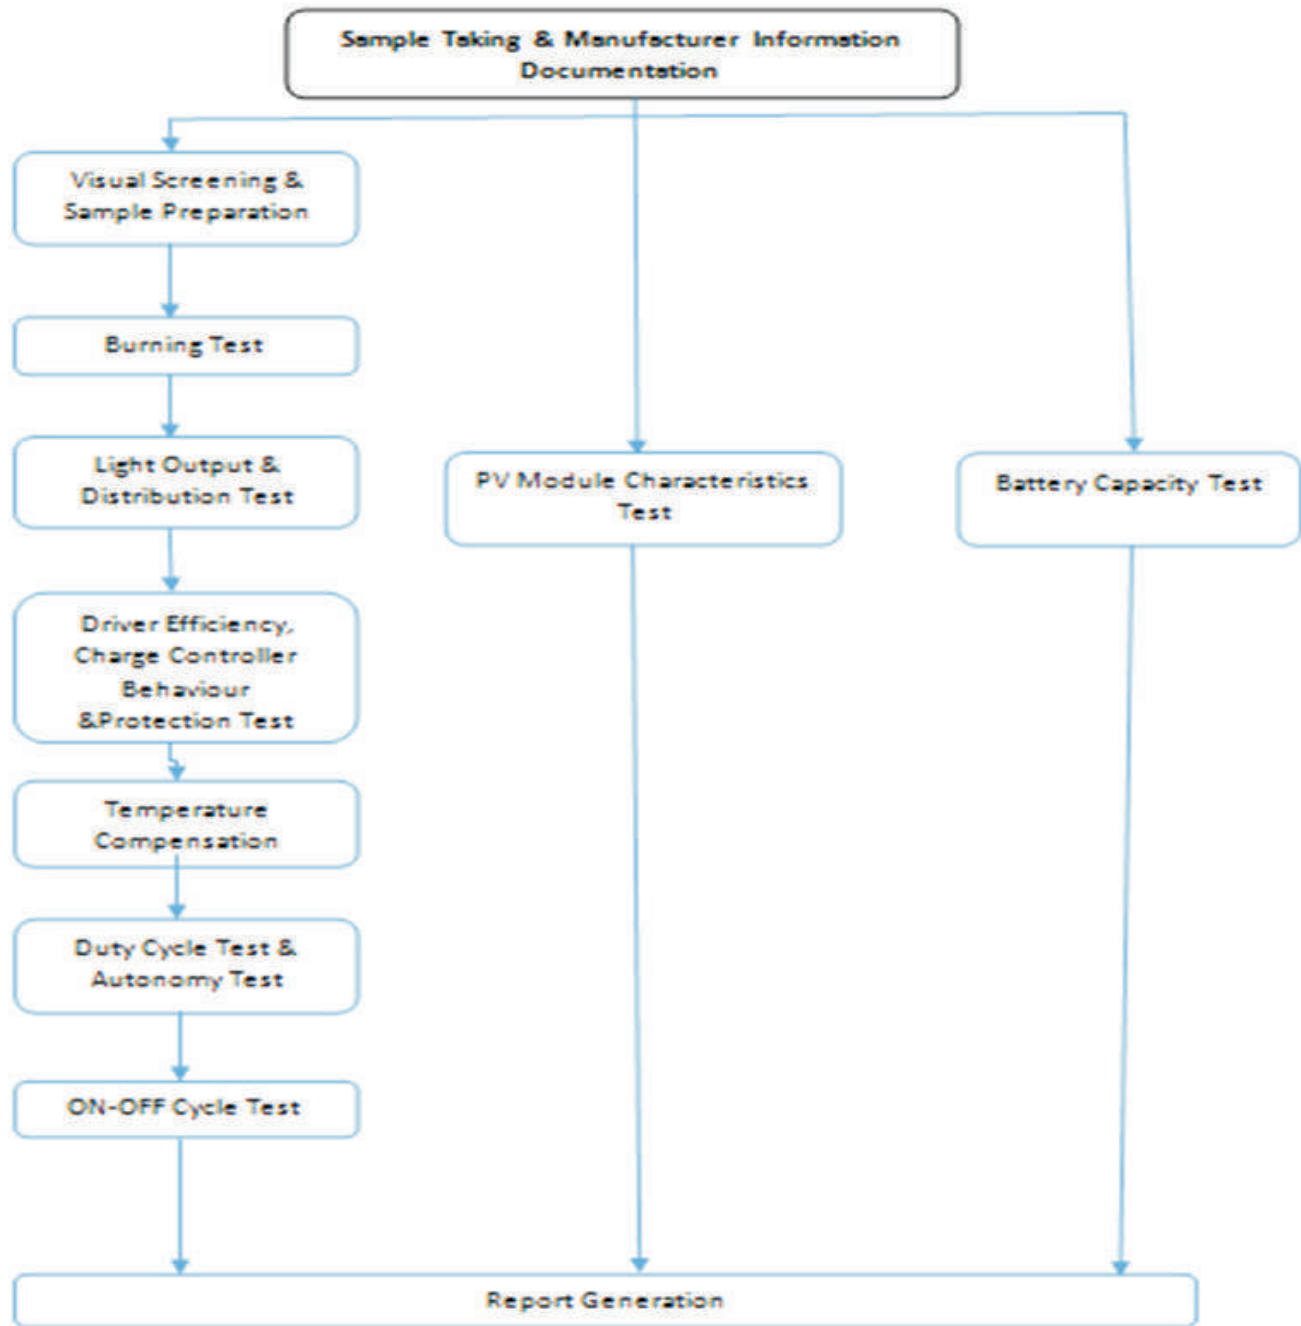 Sample Taking & Manufacturer Information
Documentation
Visual Screening &
Sample Preparation
Burning Test
Light Output &
Distribution Test
PV Module Characteristics
Test
Battery Capacity Test
Driver Efficiency,
Charge Controller
Behaviour
&Protection Test
Temperature
Compensation
Duty Cycle Test &
Autonomy Test
ON-OFF Cycle Test
Report Generation